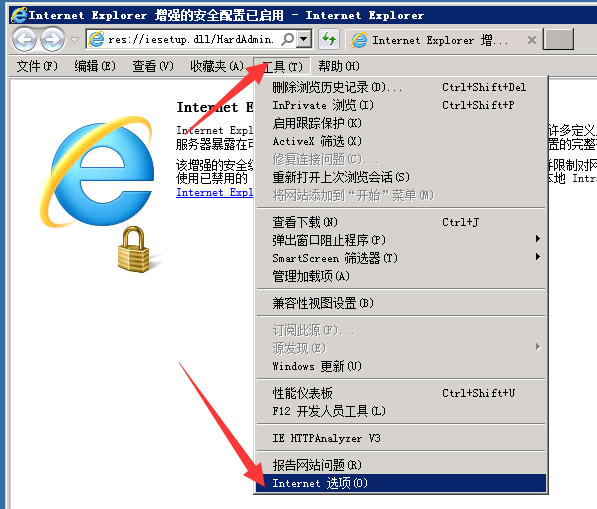 Internet Explorer 增强的安全配置已启用 - Internet Explorer
res://iesetup.dll/HardAdmin.
Internet Explorer 增...
文件(F) 编辑(E) 查看(V) 收藏夹(A) 工具(T) 帮助(H)
Internet E
Internet Expl
许多定义
服务器暴露在可
置的完整
该增强的安全级
并限制对网
使用已禁用的
本地 Intra
Internet Expl
删除浏览历史记录(D)... Ctrl+Shift+Del
InPrivate 浏览(I) Ctrl+Shift+P
启用跟踪保护(K)
ActiveX 筛选(X)
修复连接问题(C)...
重新打开上次浏览会话(S)
将网站添加到“开始”菜单(M)
查看下载(N) Ctrl+J
弹出窗口阻止程序(P)
SmartScreen 筛选器(T)
管理加载项(A)
兼容性视图设置(B)
订阅此源(F)...
源发现(E)
Windows 更新(U)
性能仪表板 Ctrl+Shift+U
F12 开发人员工具(L)
IE HTTPAnalyzer V3
报告网站问题(R)
Internet 选项(O)